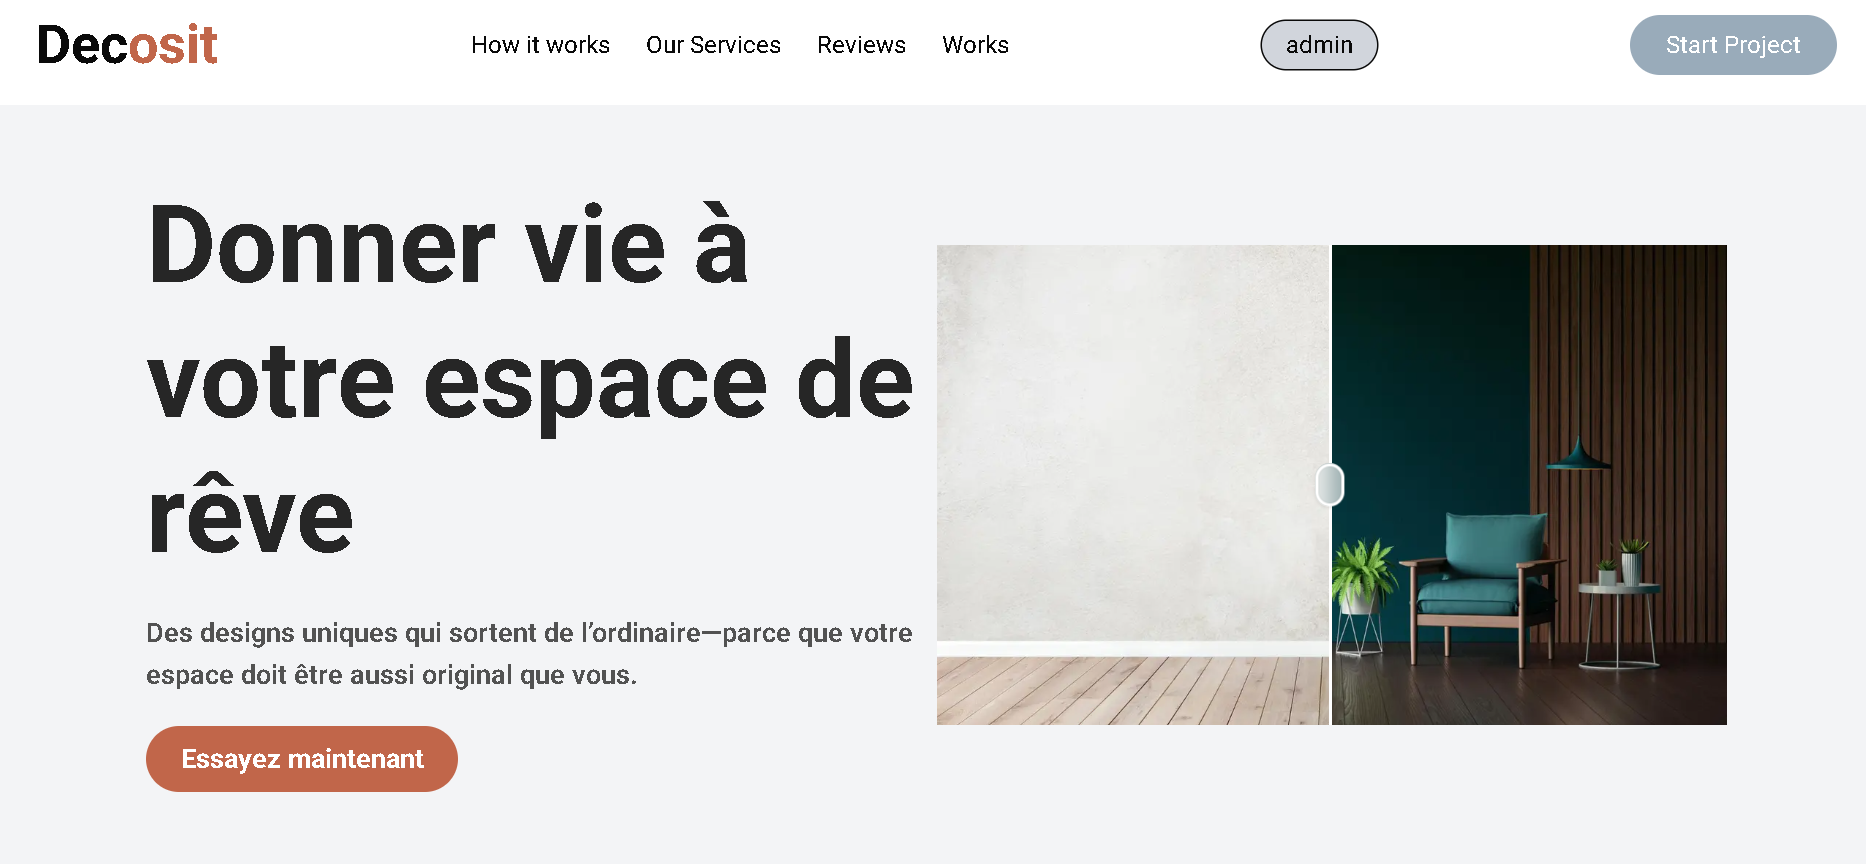 Decosit
How it works
Our Services
Reviews
Works
admin
Start Project
Donner vie à
votre espace de
rêve
Des designs uniques qui sortent de l’ordinaire—parce que votre
espace doit être aussi original que vous.
Essayez maintenant